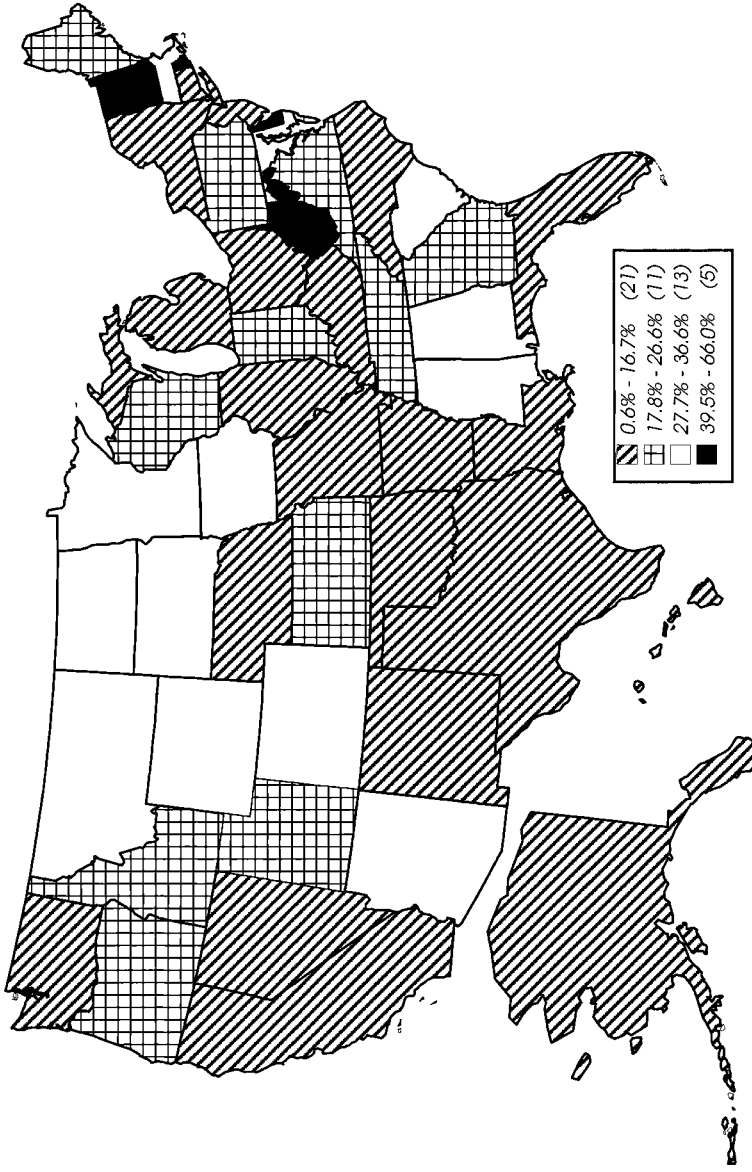 0.6% - 16.7% (21)
17.8% - 26.6% (11)
27.7% - 36.6% (13)
39.5% - 66.0% (5)